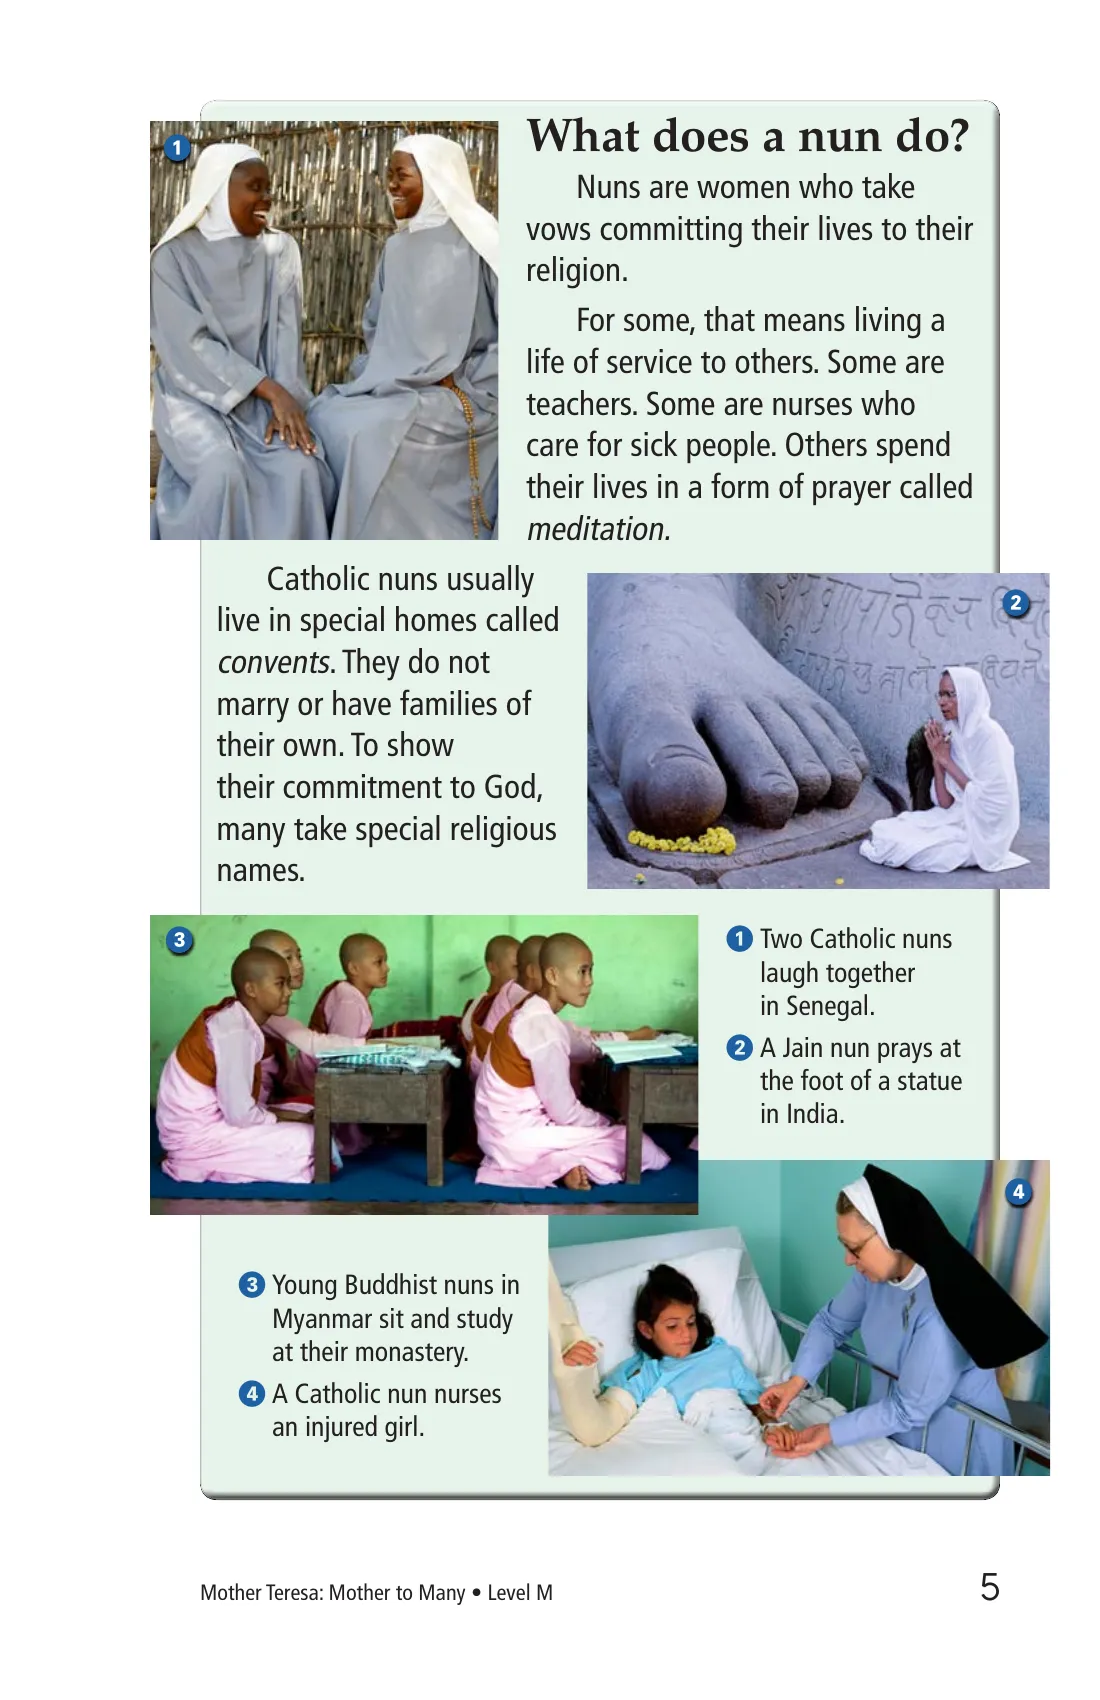 1
What does a nun do?
Nuns are women who take
vows committing their lives to their
religion.
For some, that means living a
life of service to others. Some are
teachers. Some are nurses who
care for sick people. Others spend
their lives in a form of prayer called
meditation.
Catholic nuns usually
live in special homes called
convents. They do not
marry or have families of
their own. To show
their commitment to God,
many take special religious
names.
2
3
1 Two Catholic nuns
laugh together
in Senegal.
2 A Jain nun prays at
the foot of a statue
in India.
4
3 Young Buddhist nuns in
Myanmar sit and study
at their monastery.
4 A Catholic nun nurses
an injured girl.
Mother Teresa: Mother to Many • Level M
5